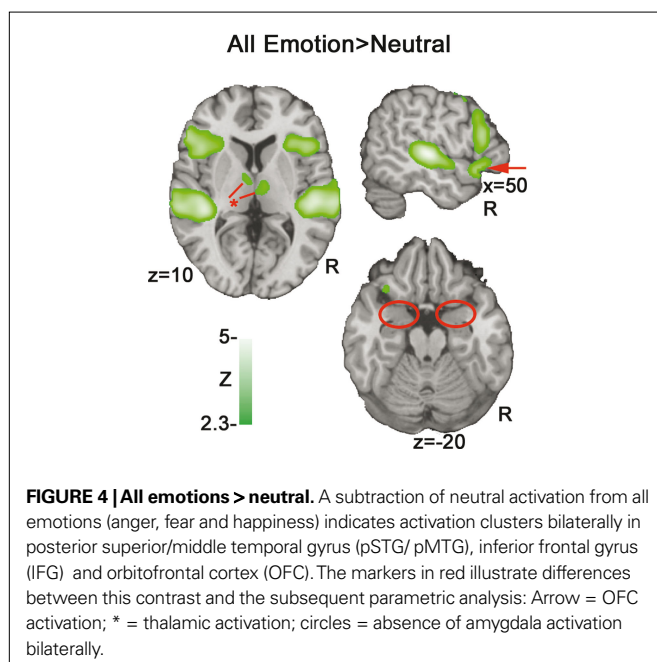 All Emotion>Neutral
x=50
R
z=10
R
5-
Z
2.3-
R
z=-20
*
FIGURE 4 | All emotions > neutral. A subtraction of neutral activation from all
emotions (anger, fear and happiness) indicates activation clusters bilaterally in
posterior superior/middle temporal gyrus (pSTG/ pMTG), inferior frontal gyrus
(IFG) and orbitofrontal cortex (OFC). The markers in red illustrate differences
between this contrast and the subsequent parametric analysis: Arrow = OFC
activation; * = thalamic activation; circles = absence of amygdala activation
bilaterally.